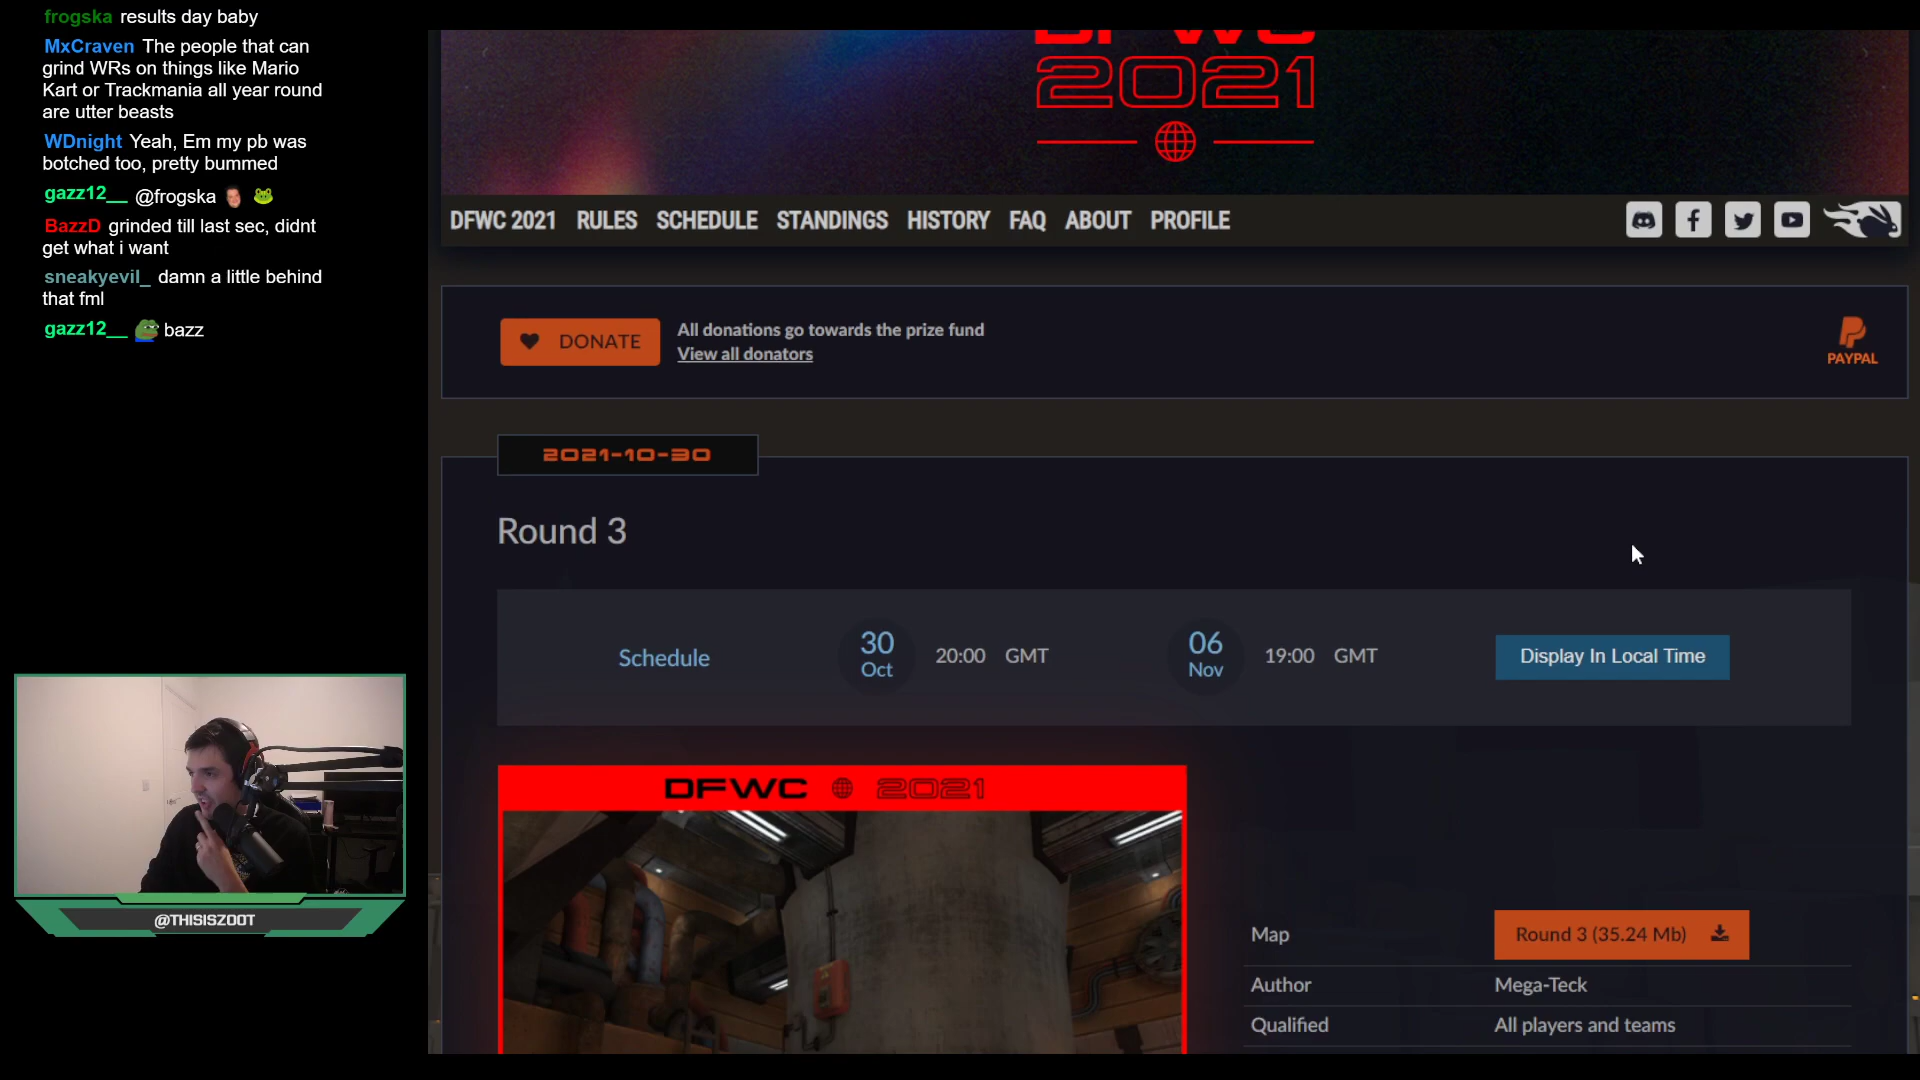 frogska results day baby
MxCraven The people that can
grind WRs on things like Mario
Kart or Trackmania all year round
are utter beasts
WDnight Yeah, Em my pb was
botched too, pretty bummed
gazz12__ @frogska
BazzD grinded till last sec, didnt
get what i want
sneakyevil_ damn a little behind
that fml
gazz12__ bazz
@THISISZOOT
DFWC
2021
DFWC 2021 RULES SCHEDULE STANDINGS HISTORY FAQ ABOUT PROFILE
DONATE
All donations go towards the prize fund
View all donators
PAYPAL
2021-10-30
Round 3
Schedule 30 Oct 20:00 GMT 06 Nov 19:00 GMT Display In Local Time
DFWC 2021
Map Round 3 (35.24 Mb)
Author Mega-Teck
Qualified All players and teams